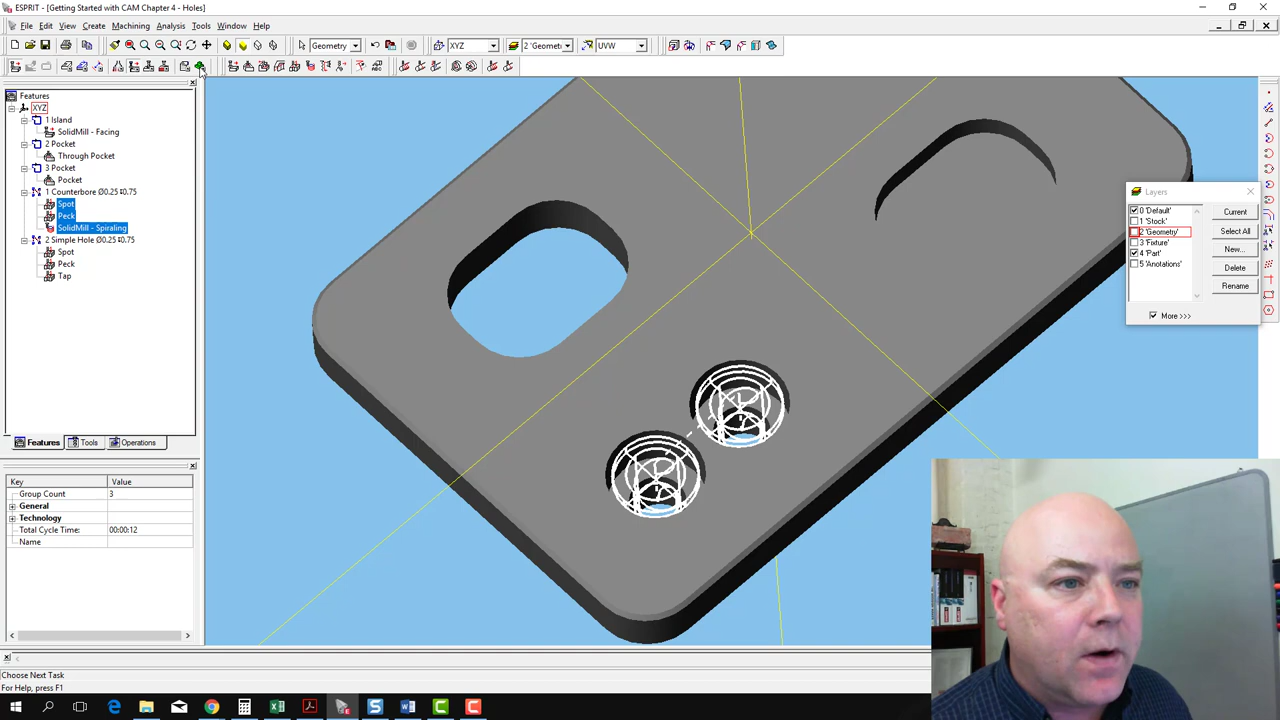 ESPRIT - [Getting Started with CAM Chapter 4 - Holes]
File Edit View Create Machining Analysis Tools Window Help
Geometry XYZ 2 'Geometr UVW
Features
XYZ
1 Island
SolidMill - Facing
2 Pocket
Through Pocket
3 Pocket
Pocket
1 Counterbore Ø0.25 ↧0.75
Spot
Peck
SolidMill - Spiraling
2 Simple Hole Ø0.25 ↧0.75
Spot
Peck
Tap
Features Tools Operations
Key Value
Group Count 3
General
Technology
Total Cycle Time: 00:00:12
Name
Layers
0 'Default'
1 'Stock'
2 'Geometry'
3 'Fixture'
4 'Part'
5 'Anotations'
Current
Select All
New...
Delete
Rename
More >>>
Choose Next Task
For Help, press F1